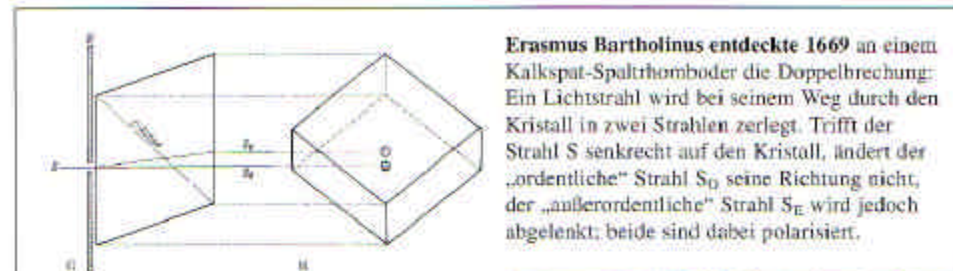 Erasmus Bartholinus entdeckte 1669 an einem
Kalkspat-Spaltrhomboder die Doppelbrechung:
Ein Lichtstrahl wird bei seinem Weg durch den
Kristall in zwei Strahlen zerlegt. Trifft der
Strahl S senkrecht auf den Kristall, ändert der
„ordentliche“ Strahl S_O seine Richtung nicht,
der „außerordentliche“ Strahl S_E wird jedoch
abgelenkt; beide sind dabei polarisiert.